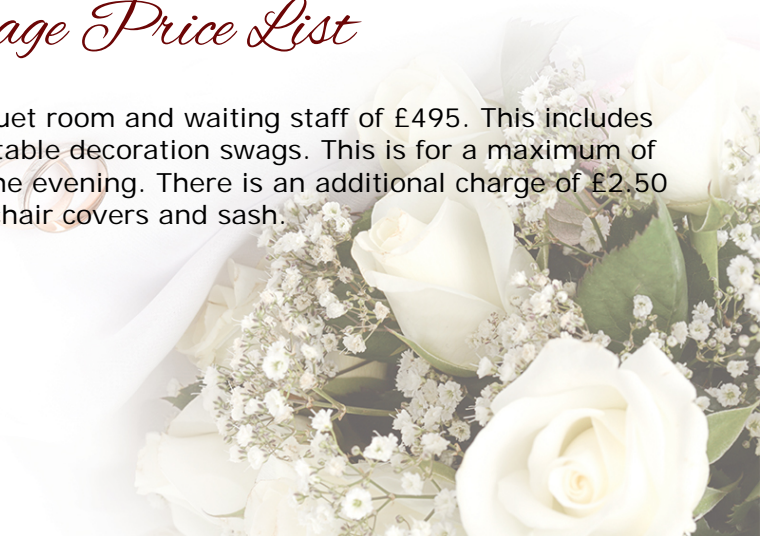 age Price List
uet room and waiting staff of £495. This includes
table decoration swags. This is for a maximum of
he evening. There is an additional charge of £2.50
hair covers and sash.